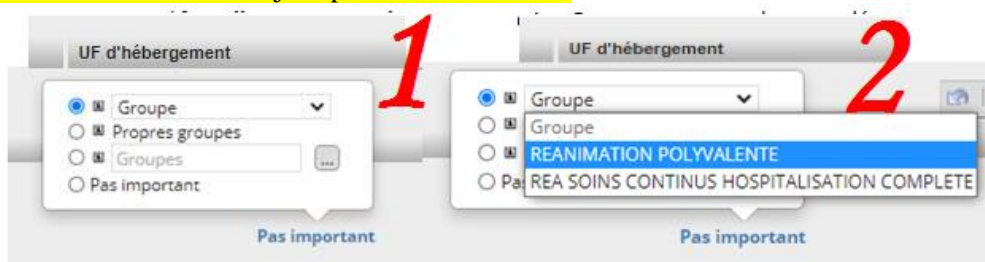 1
UF d'hébergement
Groupe
Propres groupes
Groupes
...
Pas important
Pas important
2
UF d'hébergement
Groupe
Groupe
REANIMATION POLYVALENTE
Pa
REA SOINS CONTINUS HOSPITALISATION COMPLETE
Pas important